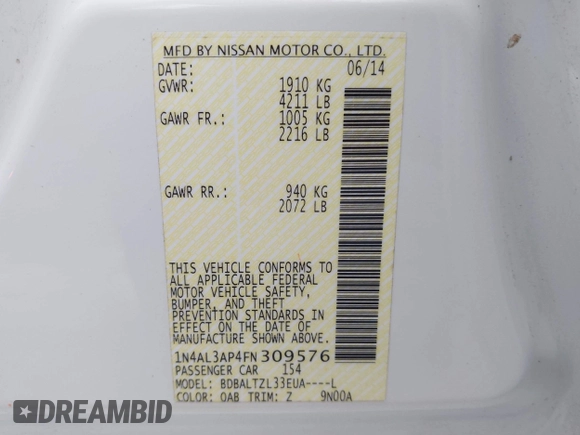 MFD BY NISSAN MOTOR CO., LTD.
DATE: 06/14
GVWR: 1910 KG
4211 LB
GAWR FR.: 1005 KG
2216 LB
GAWR RR.: 940 KG
2072 LB
THIS VEHICLE CONFORMS TO
ALL APPLICABLE FEDERAL
MOTOR VEHICLE SAFETY,
BUMPER, AND THEFT
PREVENTION STANDARDS IN
EFFECT ON THE DATE OF
MANUFACTURE SHOWN ABOVE.
1N4AL3AP4FN 309576
PASSENGER CAR 154
MODEL: BDBALTZL33EUA----L
COLOR: QAB TRIM: Z 9N00A
DREAMBID